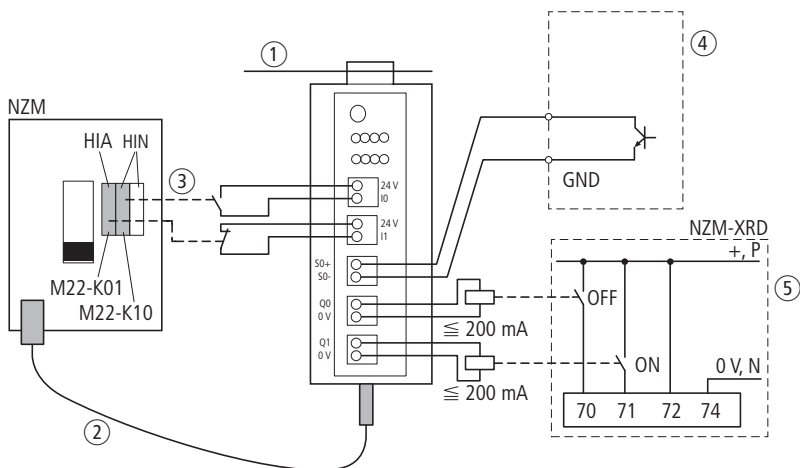 ①
④
NZM
HIA HIN
③
24 V
I0
24 V
I1
GND
NZM-XRD
+, P
⑤
S0+
S0-
M22-K01
M22-K10
Q0
0 V
≦ 200 mA
OFF
Q1
0 V
≦ 200 mA
ON
0 V, N
70 71 72 74
②